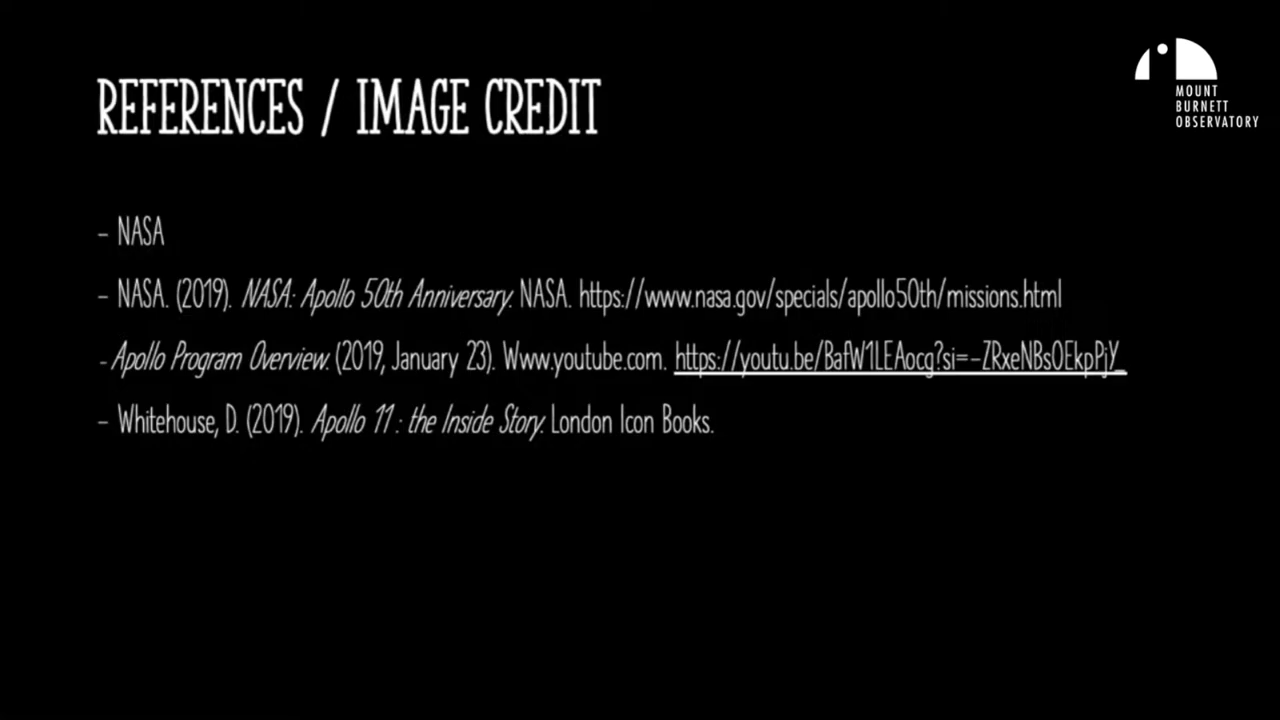 REFERENCES / IMAGE CREDIT
MOUNT
BURNETT
OBSERVATORY
- NASA
- NASA. (2019). NASA: Apollo 50th Anniversary. NASA. https://www.nasa.gov/specials/apollo50th/missions.html
- Apollo Program Overview. (2019, January 23). Www.youtube.com. https://youtu.be/BafW1LEAocg?si=-ZRxeNBsOEkpPjY_
- Whitehouse, D. (2019). Apollo 11 : the Inside Story. London Icon Books.